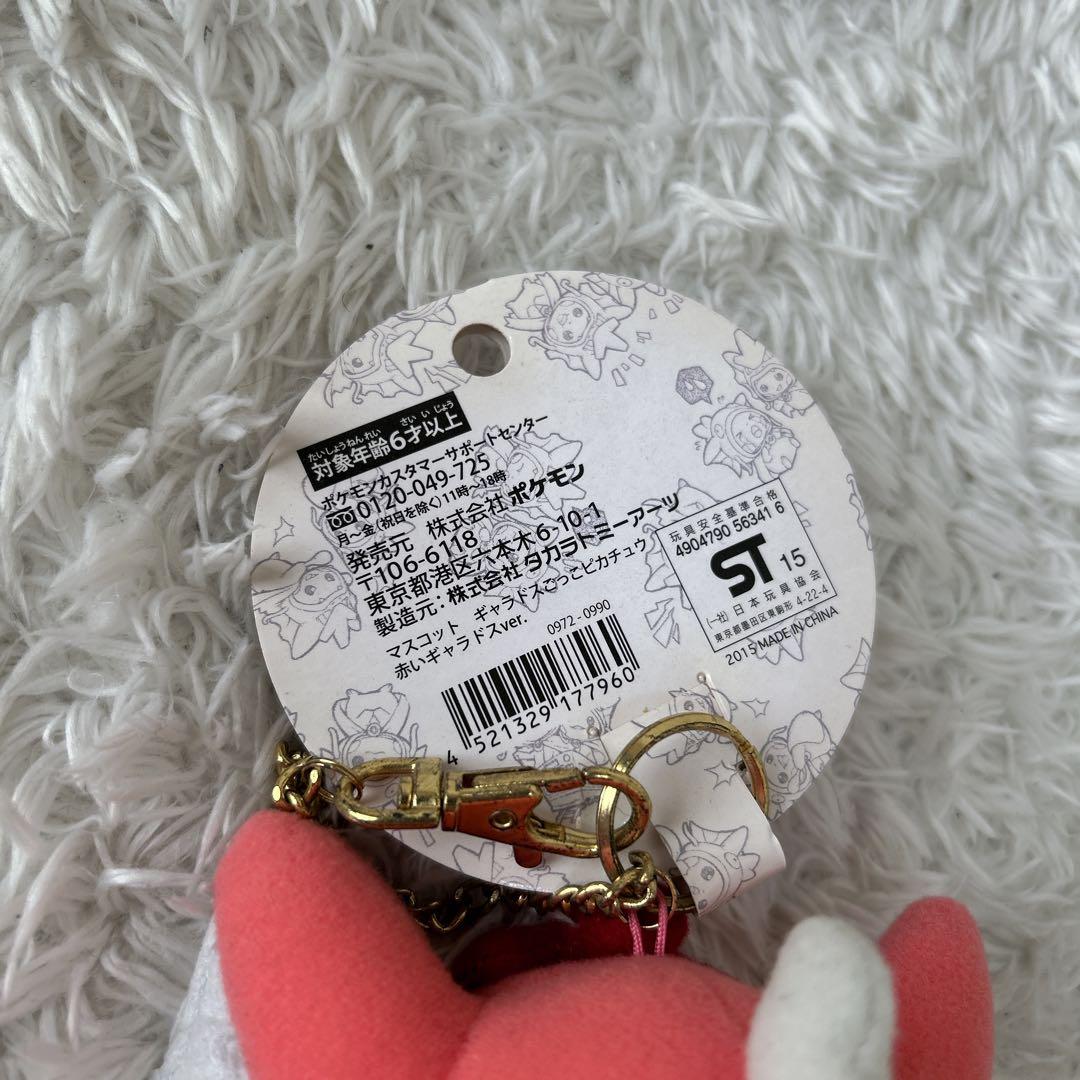 たいしょうねんれい さい いじょう
対象年齢6才以上
ポケモンカスタマーサポートセンター
0120-049-725
月〜金(祝日を除く)11時〜18時
発売元 株式会社ポケモン
〒106-6118
東京都港区六本木6-10-1
製造元:株式会社タカラトミーアーツ
マスコット ギャラドスごっこピカチュウ
赤いギャラドスver. 0972-0990
4 521329 177960
玩具安全基準合格
4904790 56341 6
ST 15
(一社)日本玩具協会
東京都墨田区東駒形 4-22-4
2015 MADE IN CHINA